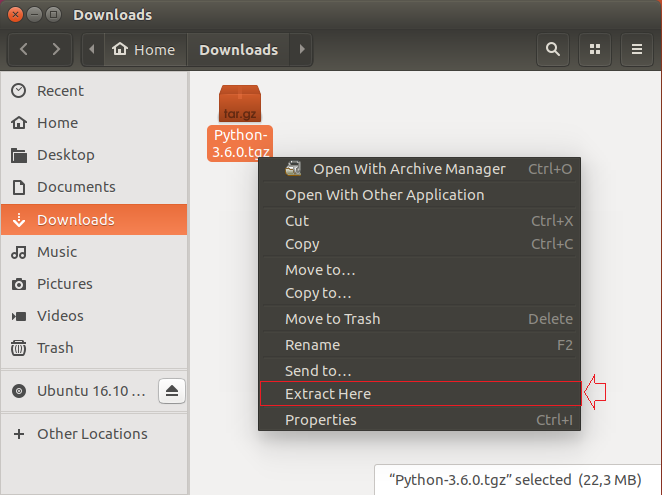 Downloads
Home
Downloads
Recent
Home
Desktop
Documents
Downloads
Music
Pictures
Videos
Trash
Ubuntu 16.10 ...
Other Locations
tar.gz
Python-
3.6.0.tgz
Open With Archive Manager Ctrl+O
Open With Other Application
Cut Ctrl+X
Copy Ctrl+C
Move to...
Copy to...
Move to Trash Delete
Rename F2
Send to...
Extract Here
Properties Ctrl+I
“Python-3.6.0.tgz” selected (22,3 MB)